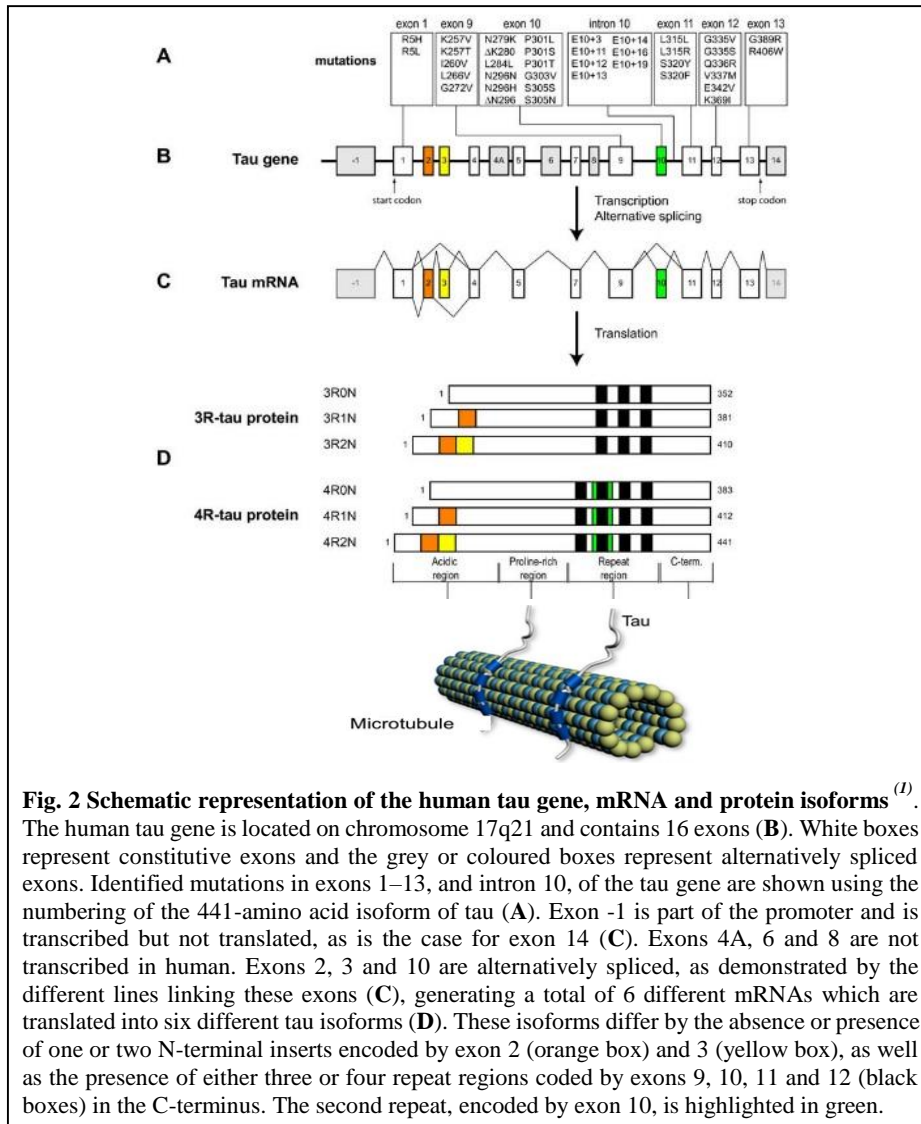 exon 1 exon 9 exon 10 intron 10 exon 11 exon 12 exon 13
A
mutations
R5H
R5L
K257V
K257T
I260V
L266V
G272V
N279K P301L
ΔK280 P301S
L284L P301T
N296N G303V
N296H S305S
ΔN296 S305N
E10+3 E10+14
E10+11 E10+16
E10+12 E10+19
E10+13
L315L
L315R
S320Y
S320F
G335V
G335S
Q336R
V337M
E342V
K369I
G389R
R406W
B Tau gene
-1 1 2 3 4 4A 5 6 7 8 9 10 11 12 13 14
start codon stop codon
Transcription
Alternative splicing
C Tau mRNA
-1 1 2 3 4 5 7 9 10 11 12 13 14
Translation
D
3R-tau protein
3R0N 1 352
3R1N 1 381
3R2N 1 410
4R-tau protein
4R0N 1 383
4R1N 1 412
4R2N 1 441
Acidic
region
Proline-rich
region
Repeat
region
C-term.
Tau
Microtubule
Fig. 2 Schematic representation of the human tau gene, mRNA and protein isoforms (1).
The human tau gene is located on chromosome 17q21 and contains 16 exons (B). White boxes
represent constitutive exons and the grey or coloured boxes represent alternatively spliced
exons. Identified mutations in exons 1–13, and intron 10, of the tau gene are shown using the
numbering of the 441-amino acid isoform of tau (A). Exon -1 is part of the promoter and is
transcribed but not translated, as is the case for exon 14 (C). Exons 4A, 6 and 8 are not
transcribed in human. Exons 2, 3 and 10 are alternatively spliced, as demonstrated by the
different lines linking these exons (C), generating a total of 6 different mRNAs which are
translated into six different tau isoforms (D). These isoforms differ by the absence or presence
of one or two N-terminal inserts encoded by exon 2 (orange box) and 3 (yellow box), as well
as the presence of either three or four repeat regions coded by exons 9, 10, 11 and 12 (black
boxes) in the C-terminus. The second repeat, encoded by exon 10, is highlighted in green.